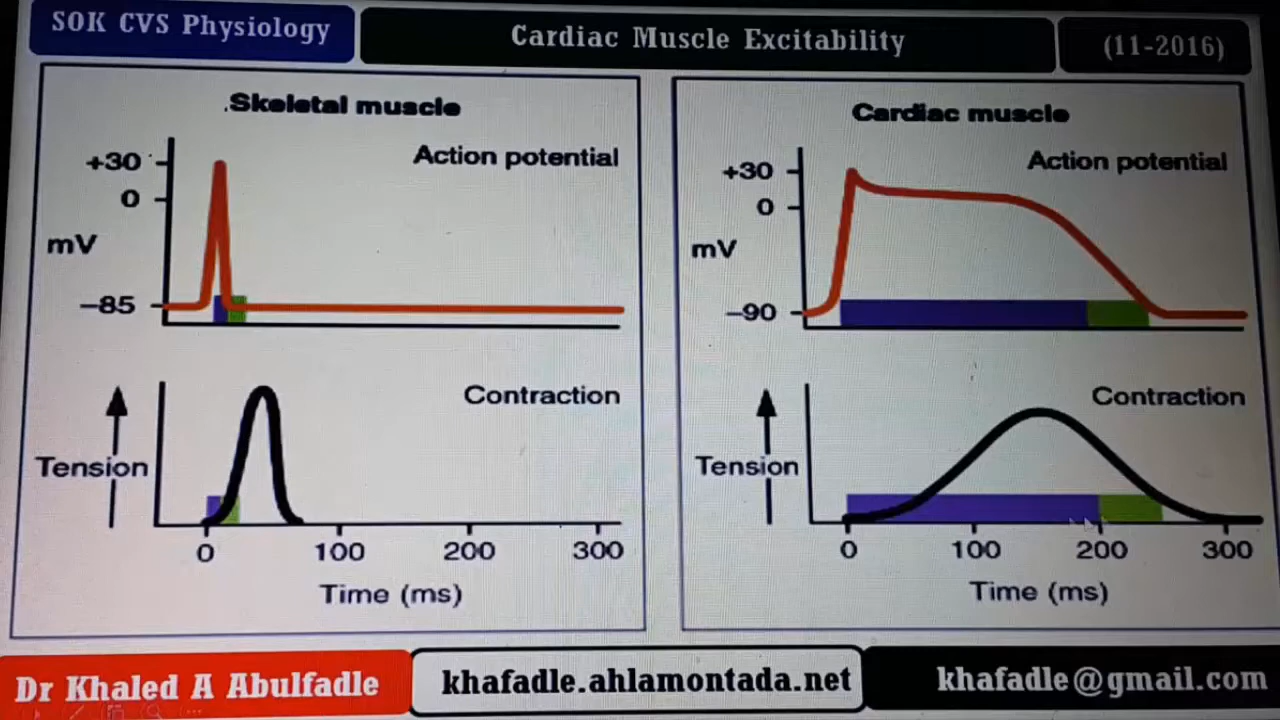 SOK CVS Physiology
Cardiac Muscle Excitability
(11-2016)
.Skeletal muscle
Action potential
+30
0
mV
–85
Contraction
Tension
0 100 200 300
Time (ms)
Cardiac muscle
Action potential
+30
0
mV
–90
Contraction
Tension
0 100 200 300
Time (ms)
Dr Khaled A Abulfadle
khafadle.ahlamontada.net
khafadle@gmail.com